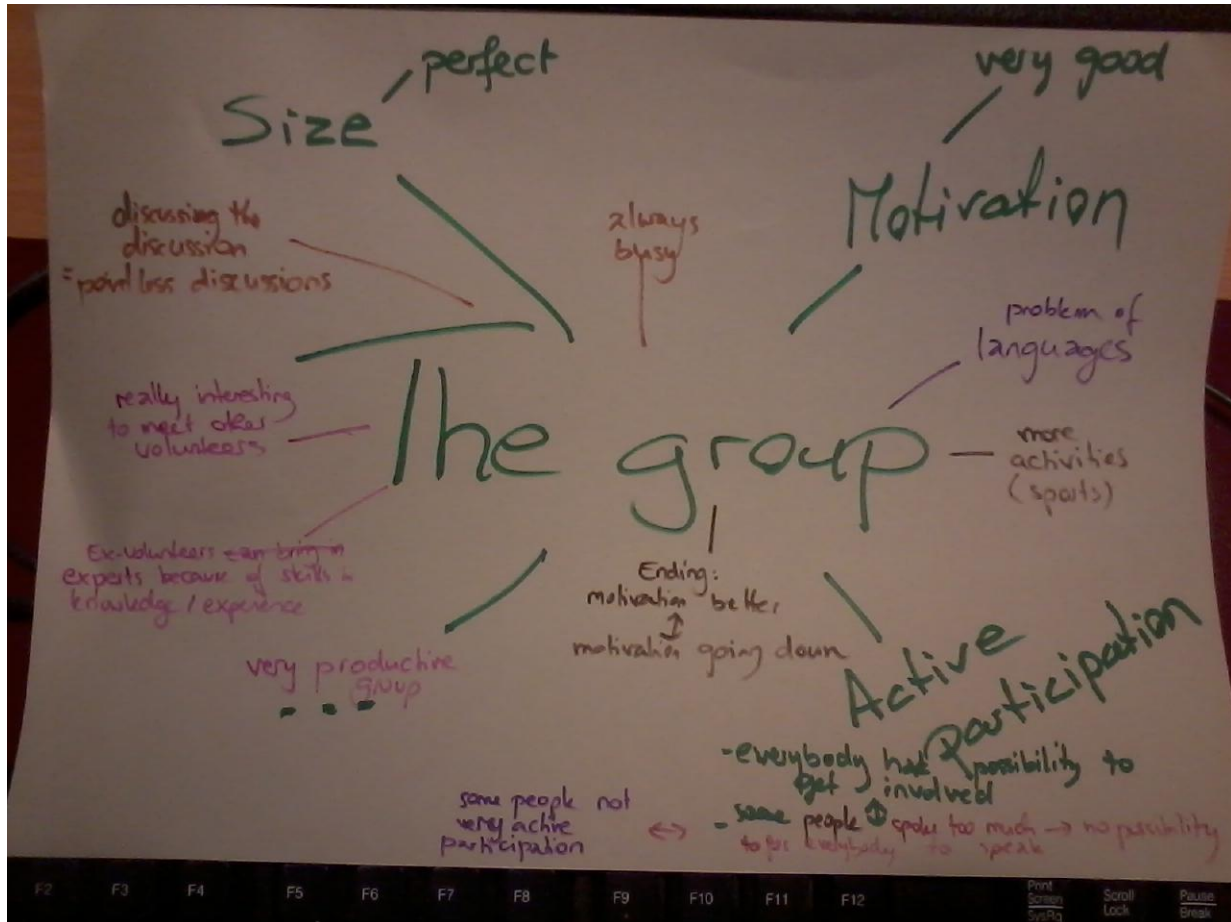 perfect
Size
very good
Motivation
discussing the
discussion
= pointless discussions
always
busy
problem of
languages
really interesting
to meet other
volunteers
The group
more
activities
(sports)
Ex-volunteers can bring in
experts because of skills in
knowledge / experience
Ending:
motivation better
↕
motivation going down
very productive
group
- - -
Active
Participation
- everybody has possibility to
get involved
some people not
very active
participation
↔
- some people ↕ spoke too much → no possibility
for everybody to speak
F2 F3 F4 F5 F6 F7 F8 F9 F10 F11 F12
Print
Screen
SysRq
Scroll
Lock
Pause
Break